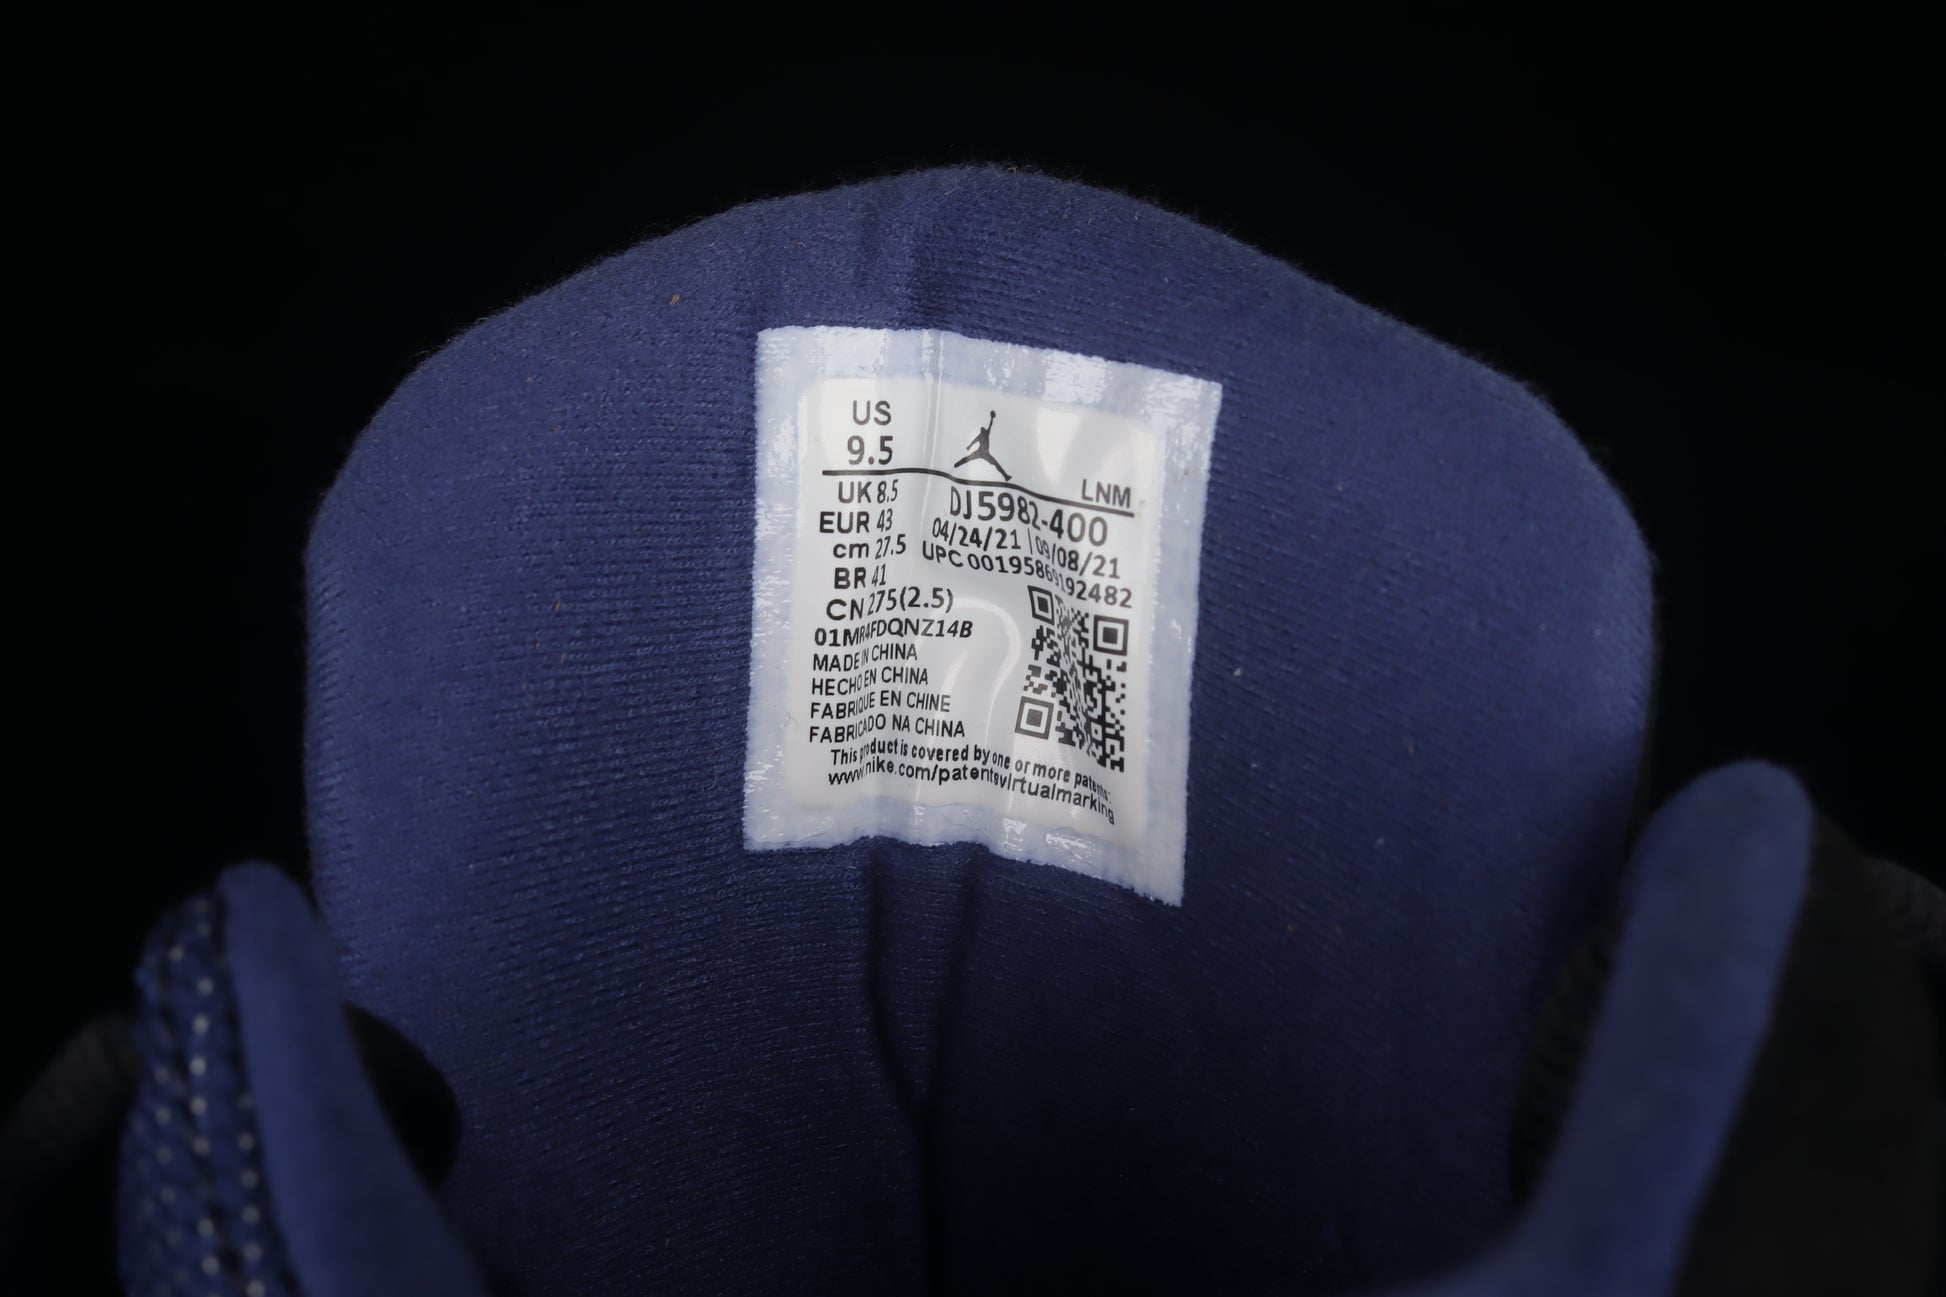 US
9.5
LNM
UK 8.5
EUR 43
cm 27.5
BR 41
CN 275(2.5)
DJ5982-400
04/24/21 | 09/08/21
UPC 00195869192482
01MR4FDQNZ14B
MADE IN CHINA
HECHO EN CHINA
FABRIQUE EN CHINE
FABRICADO NA CHINA
This product is covered by one or more patents:
www.nike.com/patentsvirtualmarking